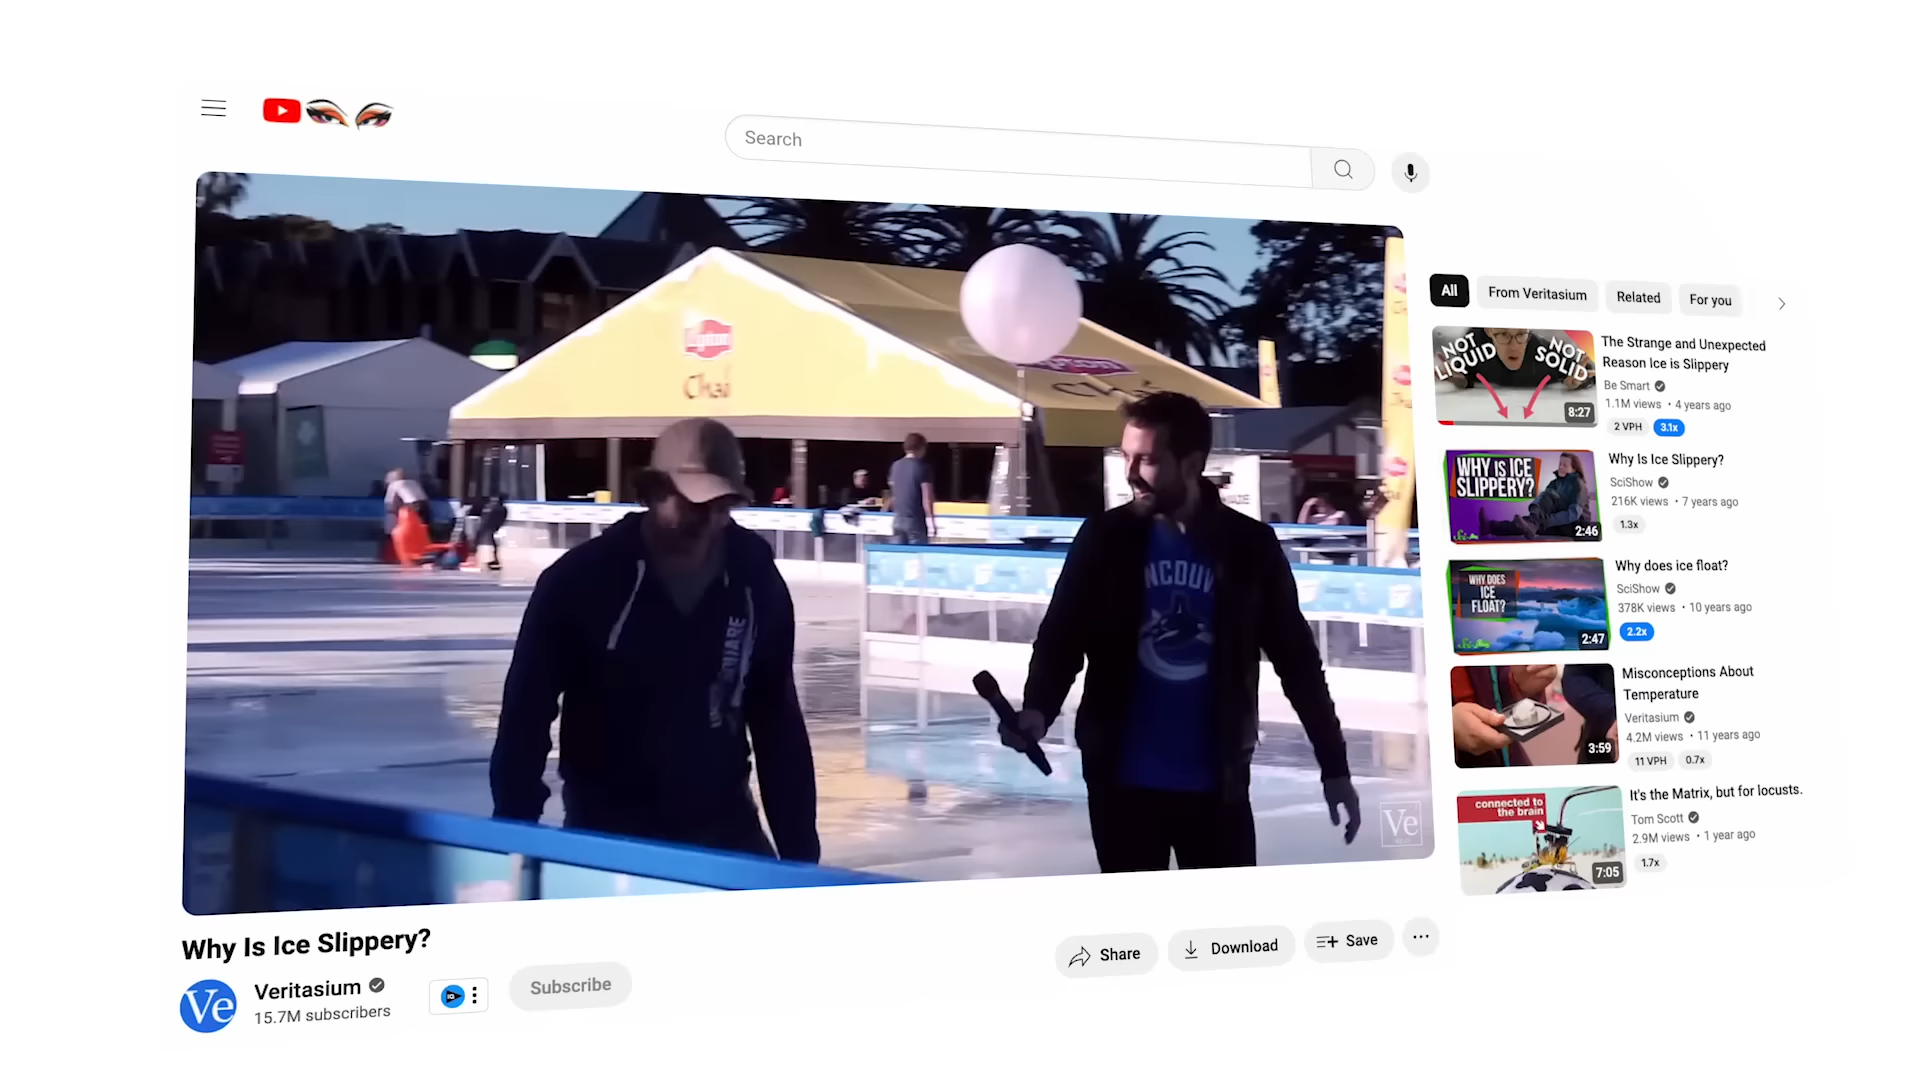 Search
Lipton
Chai
NCOUV
SQUARE
Ve
Why Is Ice Slippery?
Ve
Veritasium
15.7M subscribers
Subscribe
Share
Download
Save
All
From Veritasium
Related
For you
NOT LIQUID
NOT SOLID
8:27
The Strange and Unexpected
Reason Ice is Slippery
Be Smart
1.1M views • 4 years ago
2 VPH
3.1x
WHY IS ICE
SLIPPERY?
2:46
Why Is Ice Slippery?
SciShow
216K views • 7 years ago
1.3x
WHY DOES
ICE
FLOAT?
2:47
Why does ice float?
SciShow
378K views • 10 years ago
2.2x
3:59
Misconceptions About
Temperature
Veritasium
4.2M views • 11 years ago
11 VPH
0.7x
connected to
the brain
7:05
It's the Matrix, but for locusts.
Tom Scott
2.9M views • 1 year ago
1.7x